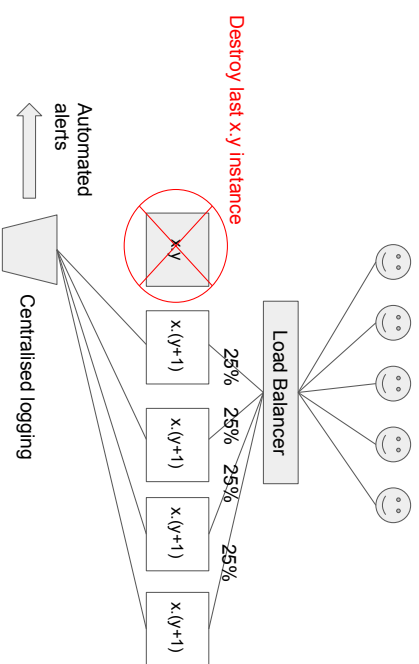 Load Balancer
Destroy last x.y instance
25%
25%
25%
25%
x.y
x.(y+1)
x.(y+1)
x.(y+1)
x.(y+1)
Automated
alerts
Centralised logging